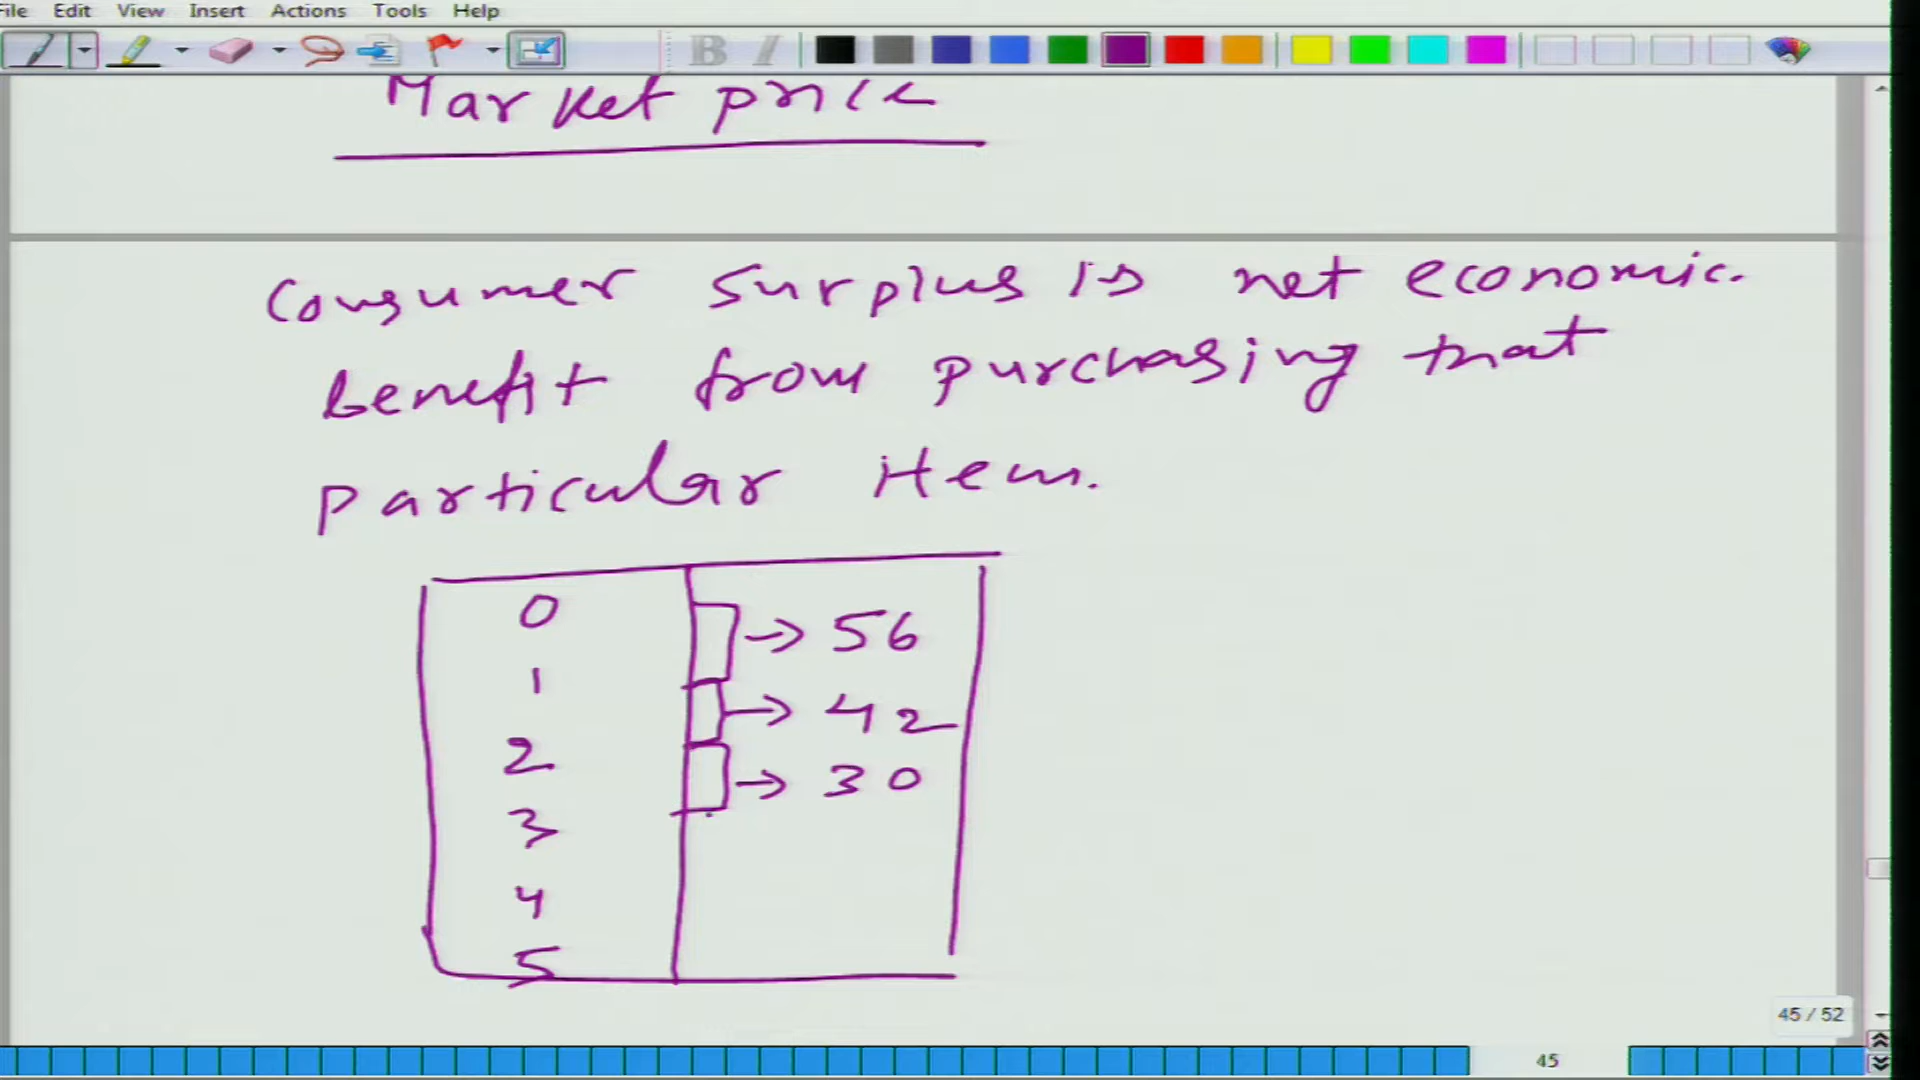 File Edit View Insert Actions Tools Help
B I
Market price
Consumer surplus is net economic.
benefit from purchasing that
particular item.
0
→ 56
1
→ 42
2
→ 30
3
4
5
45 / 52
45